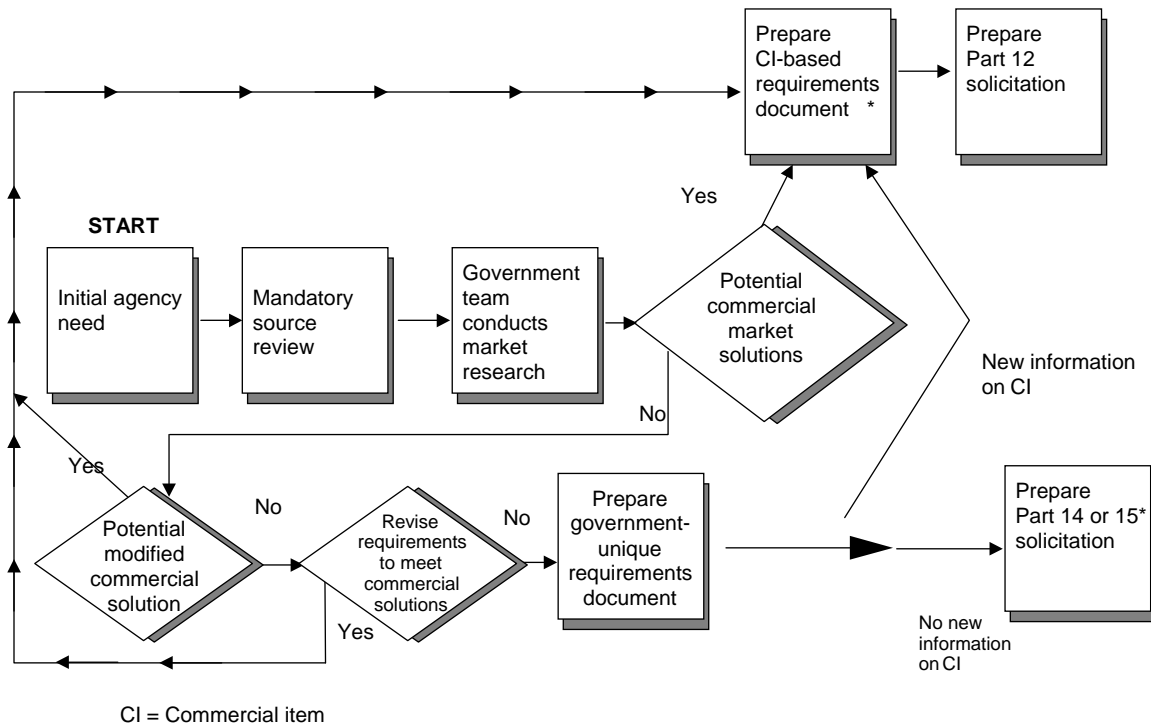 Prepare
CI-based
requirements
document *
Prepare
Part 12
solicitation
Yes
START
Initial agency
need
Mandatory
source
review
Government
team
conducts
market
research
Potential
commercial
market
solutions
New information
on CI
No
Yes
Potential
modified
commercial
solution
No
Revise
requirements
to meet
commercial
solutions
No
Yes
Prepare
government-
unique
requirements
document
Prepare
Part 14 or 15*
solicitation
No new
information
on CI
CI = Commercial item